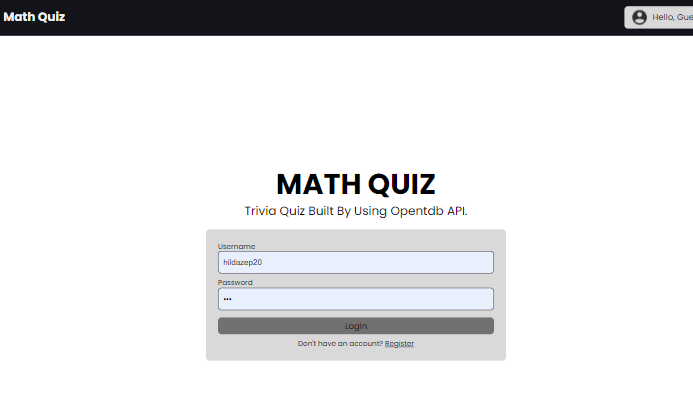 Math Quiz
Hello, Gue
MATH QUIZ
Trivia Quiz Built By Using Opentdb API.
Username
hildazep20
Password
•••
Login
Don't have an account? Register